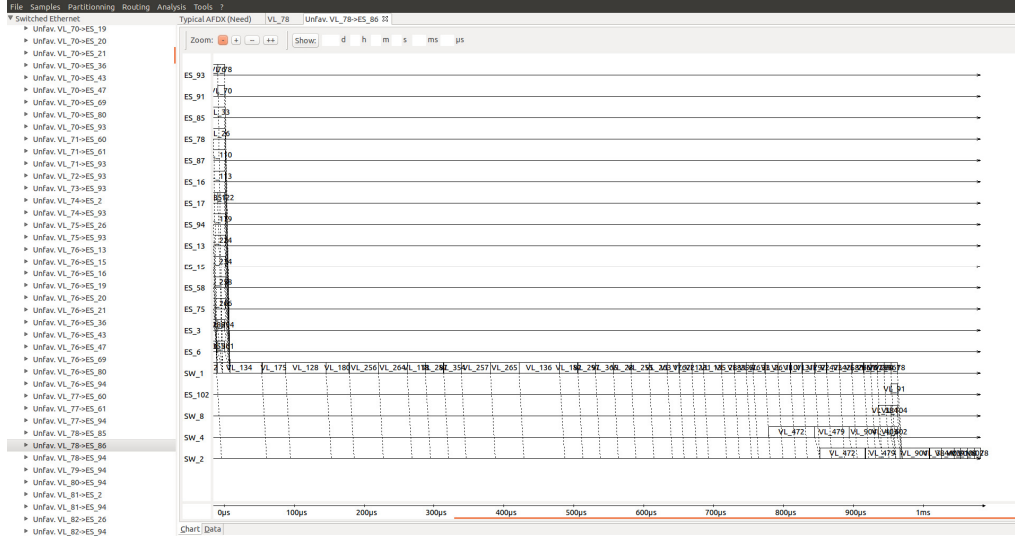 File Samples Partitionning Routing Analysis Tools ?
Switched Ethernet
Typical AFDX (Need) VL_78 Unfav. VL_78->ES_86
Unfav. VL_70->ES_19
Unfav. VL_70->ES_20
Unfav. VL_70->ES_21
Unfav. VL_70->ES_36
Unfav. VL_70->ES_43
Unfav. VL_70->ES_47
Unfav. VL_70->ES_69
Unfav. VL_70->ES_80
Unfav. VL_70->ES_93
Unfav. VL_71->ES_60
Unfav. VL_71->ES_61
Unfav. VL_71->ES_93
Unfav. VL_72->ES_93
Unfav. VL_73->ES_93
Unfav. VL_74->ES_2
Unfav. VL_74->ES_93
Unfav. VL_75->ES_26
Unfav. VL_75->ES_93
Unfav. VL_76->ES_13
Unfav. VL_76->ES_15
Unfav. VL_76->ES_16
Unfav. VL_76->ES_19
Unfav. VL_76->ES_20
Unfav. VL_76->ES_21
Unfav. VL_76->ES_36
Unfav. VL_76->ES_43
Unfav. VL_76->ES_47
Unfav. VL_76->ES_69
Unfav. VL_76->ES_80
Unfav. VL_76->ES_94
Unfav. VL_77->ES_60
Unfav. VL_77->ES_61
Unfav. VL_77->ES_94
Unfav. VL_78->ES_85
Unfav. VL_78->ES_86
Unfav. VL_78->ES_94
Unfav. VL_79->ES_94
Unfav. VL_80->ES_94
Unfav. VL_81->ES_2
Unfav. VL_81->ES_94
Unfav. VL_82->ES_26
Unfav. VL_82->ES_94
Zoom: - + -- ++ Show: d h m s ms µs
ES_93
ES_91
ES_85
ES_78
ES_87
ES_16
ES_17
ES_94
ES_13
ES_15
ES_58
ES_75
ES_3
ES_6
SW_1 VL_134 VL_175 VL_128 VL_180 VL_256 VL_264 VL_257 VL_265 VL_136
ES_102 VL_91
SW_8
SW_4 VL_472 VL_479
SW_2 VL_472 VL_479
0µs 100µs 200µs 300µs 400µs 500µs 600µs 700µs 800µs 900µs 1ms
Chart Data